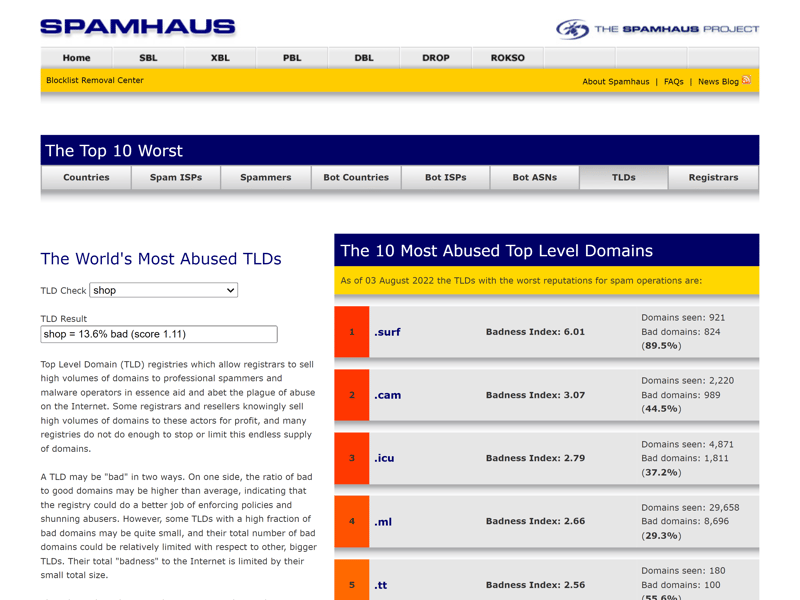 SPAMHAUS
THE SPAMHAUS PROJECT
Home SBL XBL PBL DBL DROP ROKSO
Blocklist Removal Center
About Spamhaus | FAQs | News Blog
The Top 10 Worst
Countries Spam ISPs Spammers Bot Countries Bot ISPs Bot ASNs TLDs Registrars
The World's Most Abused TLDs
TLD Check shop
TLD Result
shop = 13.6% bad (score 1.11)
Top Level Domain (TLD) registries which allow registrars to sell
high volumes of domains to professional spammers and
malware operators in essence aid and abet the plague of abuse
on the Internet. Some registrars and resellers knowingly sell
high volumes of domains to these actors for profit, and many
registries do not do enough to stop or limit this endless supply
of domains.
A TLD may be "bad" in two ways. On one side, the ratio of bad
to good domains may be higher than average, indicating that
the registry could do a better job of enforcing policies and
shunning abusers. However, some TLDs with a high fraction of
bad domains may be quite small, and their total number of bad
domains could be relatively limited with respect to other, bigger
TLDs. Their total "badness" to the Internet is limited by their
small total size.
The 10 Most Abused Top Level Domains
As of 03 August 2022 the TLDs with the worst reputations for spam operations are:
1 .surf Badness Index: 6.01
Domains seen: 921
Bad domains: 824
(89.5%)
2 .cam Badness Index: 3.07
Domains seen: 2,220
Bad domains: 989
(44.5%)
3 .icu Badness Index: 2.79
Domains seen: 4,871
Bad domains: 1,811
(37.2%)
4 .ml Badness Index: 2.66
Domains seen: 29,658
Bad domains: 8,696
(29.3%)
5 .tt Badness Index: 2.56
Domains seen: 180
Bad domains: 100
(55.6%)